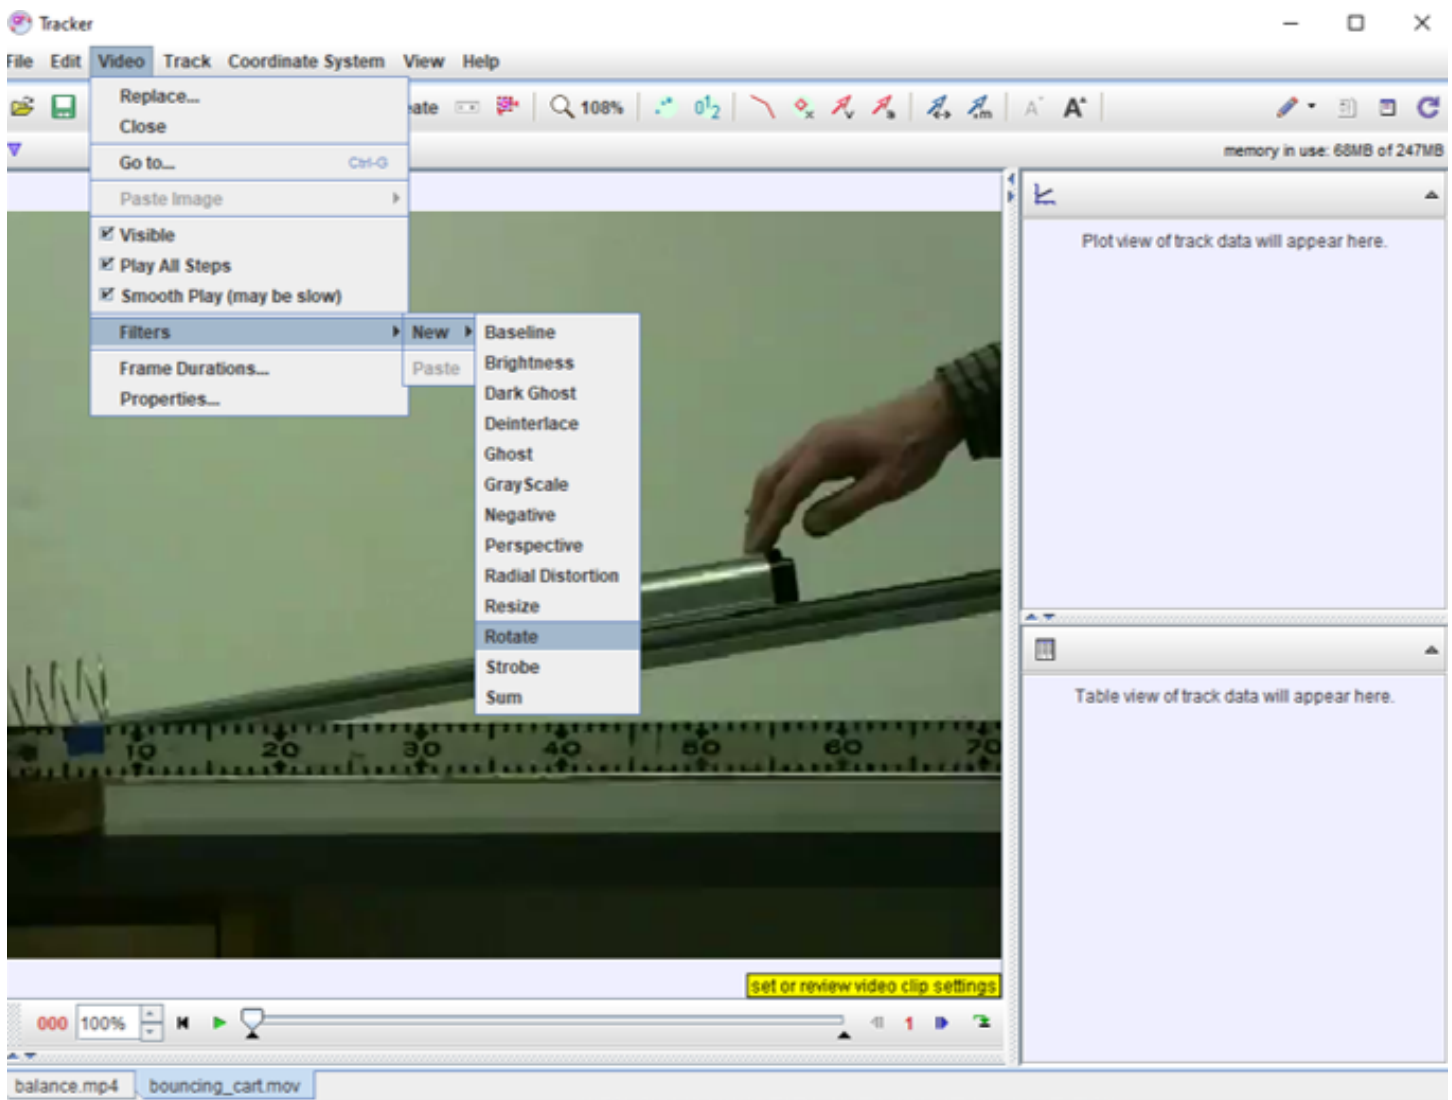 Tracker
File Edit Video Track Coordinate System View Help
eate 108%
memory in use: 68MB of 247MB
Replace...
Close
Go to... Ctrl-G
Paste Image
Visible
Play All Steps
Smooth Play (may be slow)
Filters
Frame Durations...
Properties...
New
Paste
Baseline
Brightness
Dark Ghost
Deinterlace
Ghost
GrayScale
Negative
Perspective
Radial Distortion
Resize
Rotate
Strobe
Sum
Plot view of track data will appear here.
Table view of track data will appear here.
10 20 30 40 50 60 70
set or review video clip settings
000 100% 1
balance.mp4 bouncing_cart.mov